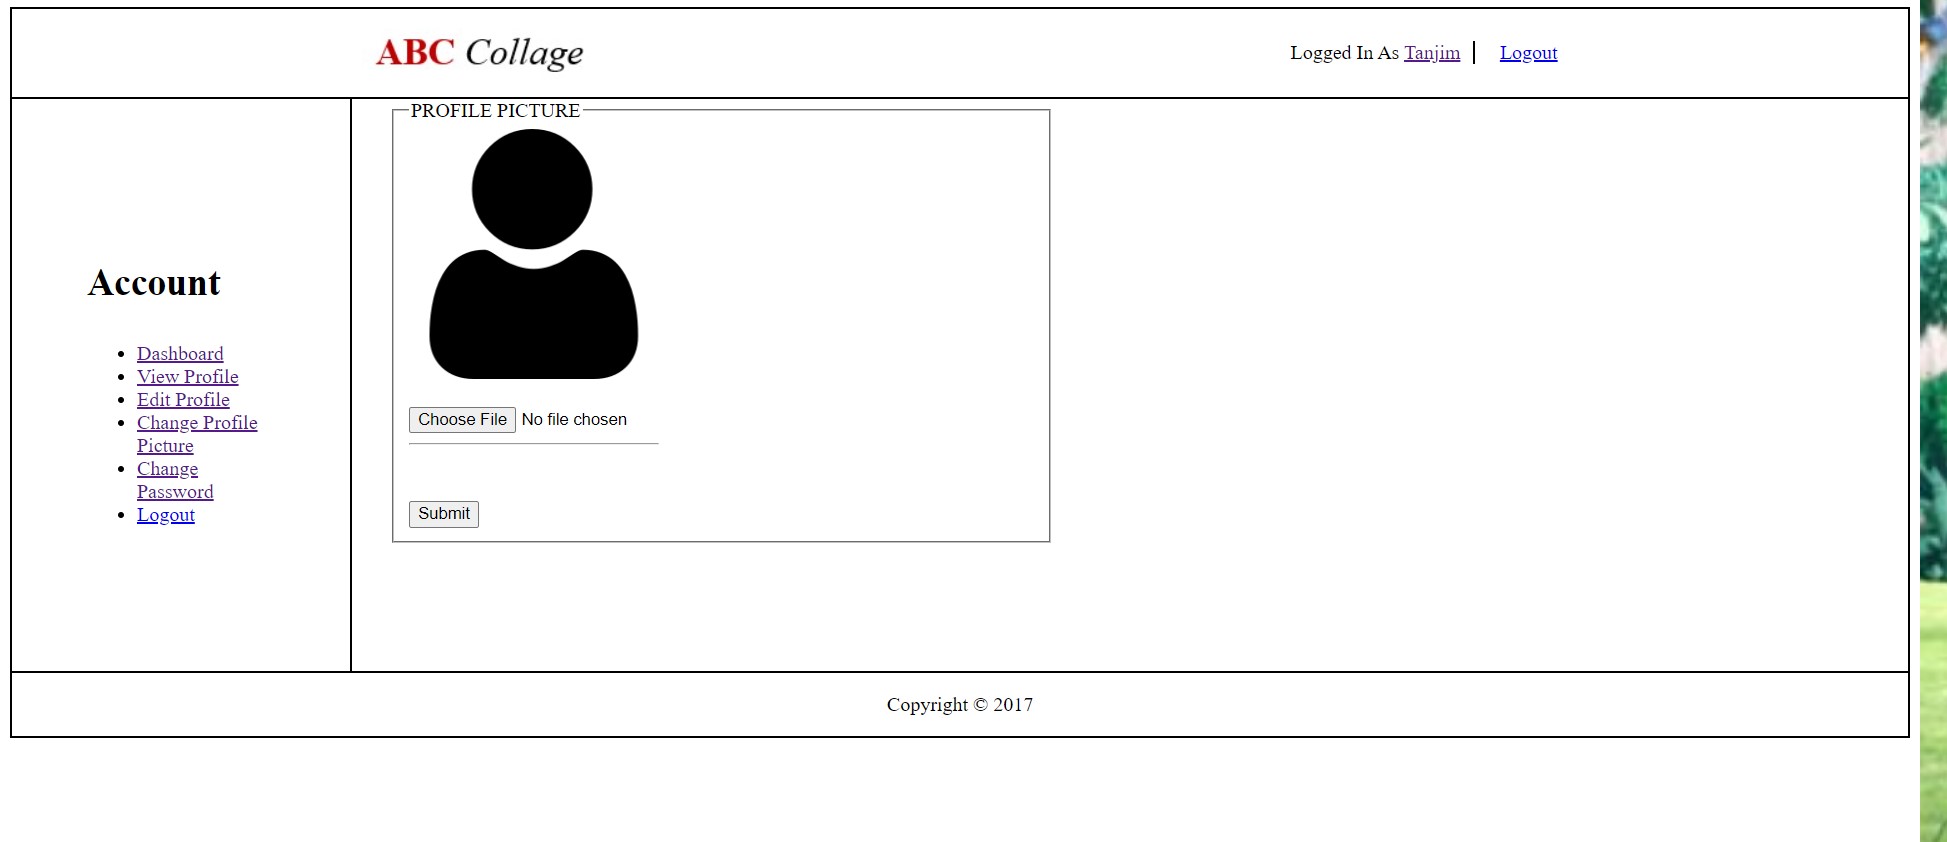 ABC Collage
Logged In As Tanjim | Logout
PROFILE PICTURE
Account
Dashboard
View Profile
Edit Profile
Change Profile
Picture
Change
Password
Logout
Choose File No file chosen
Submit
Copyright © 2017